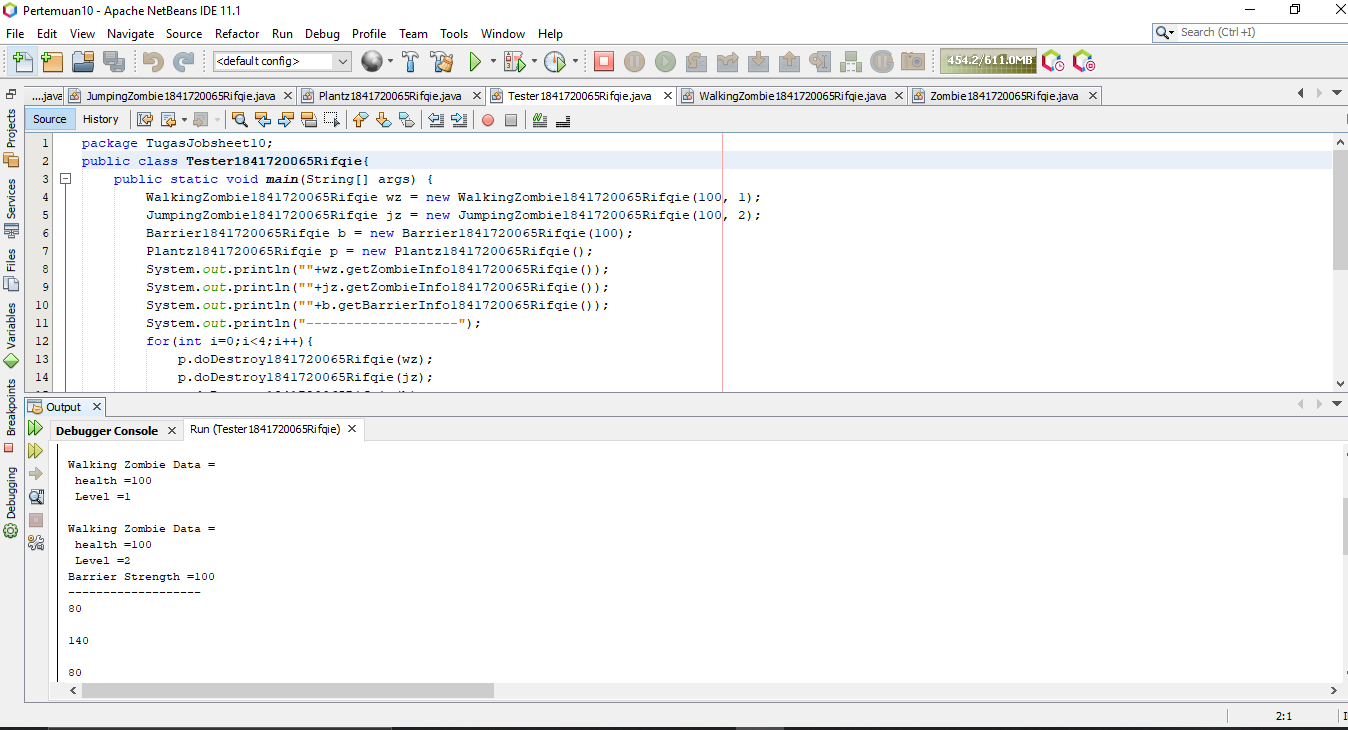 Pertemuan10 - Apache NetBeans IDE 11.1
File Edit View Navigate Source Refactor Run Debug Profile Team Tools Window Help
Search (Ctrl+I)
<default config>
454.2/611.0MB
....java JumpingZombie1841720065Rifqie.java Plantz1841720065Rifqie.java Tester1841720065Rifqie.java WalkingZombie1841720065Rifqie.java Zombie1841720065Rifqie.java
Source History
Projects
Services
Files
Variables
Breakpoints
Debugging
1 package TugasJobsheet10;
2 public class Tester1841720065Rifqie{
3 public static void main(String[] args) {
4 WalkingZombie1841720065Rifqie wz = new WalkingZombie1841720065Rifqie(100, 1);
5 JumpingZombie1841720065Rifqie jz = new JumpingZombie1841720065Rifqie(100, 2);
6 Barrier1841720065Rifqie b = new Barrier1841720065Rifqie(100);
7 Plantz1841720065Rifqie p = new Plantz1841720065Rifqie();
8 System.out.println(""+wz.getZombieInfo1841720065Rifqie());
9 System.out.println(""+jz.getZombieInfo1841720065Rifqie());
10 System.out.println(""+b.getBarrierInfo1841720065Rifqie());
11 System.out.println("-------------------");
12 for(int i=0;i<4;i++){
13 p.doDestroy1841720065Rifqie(wz);
14 p.doDestroy1841720065Rifqie(jz);
Output
Debugger Console Run (Tester1841720065Rifqie)
Walking Zombie Data =
health =100
Level =1
Walking Zombie Data =
health =100
Level =2
Barrier Strength =100
-------------------
80
140
80
2:1